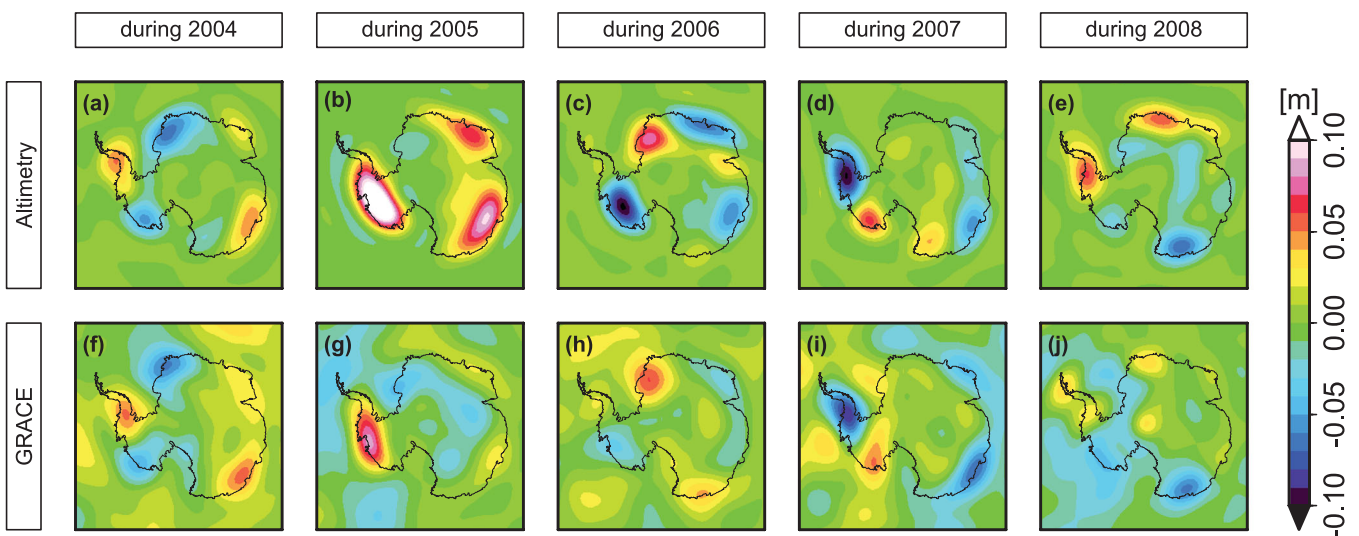 during 2004
during 2005
during 2006
during 2007
during 2008
Altimetry
(a)
(b)
(c)
(d)
(e)
[m]
0.10
0.05
0.00
-0.05
-0.10
GRACE
(f)
(g)
(h)
(i)
(j)